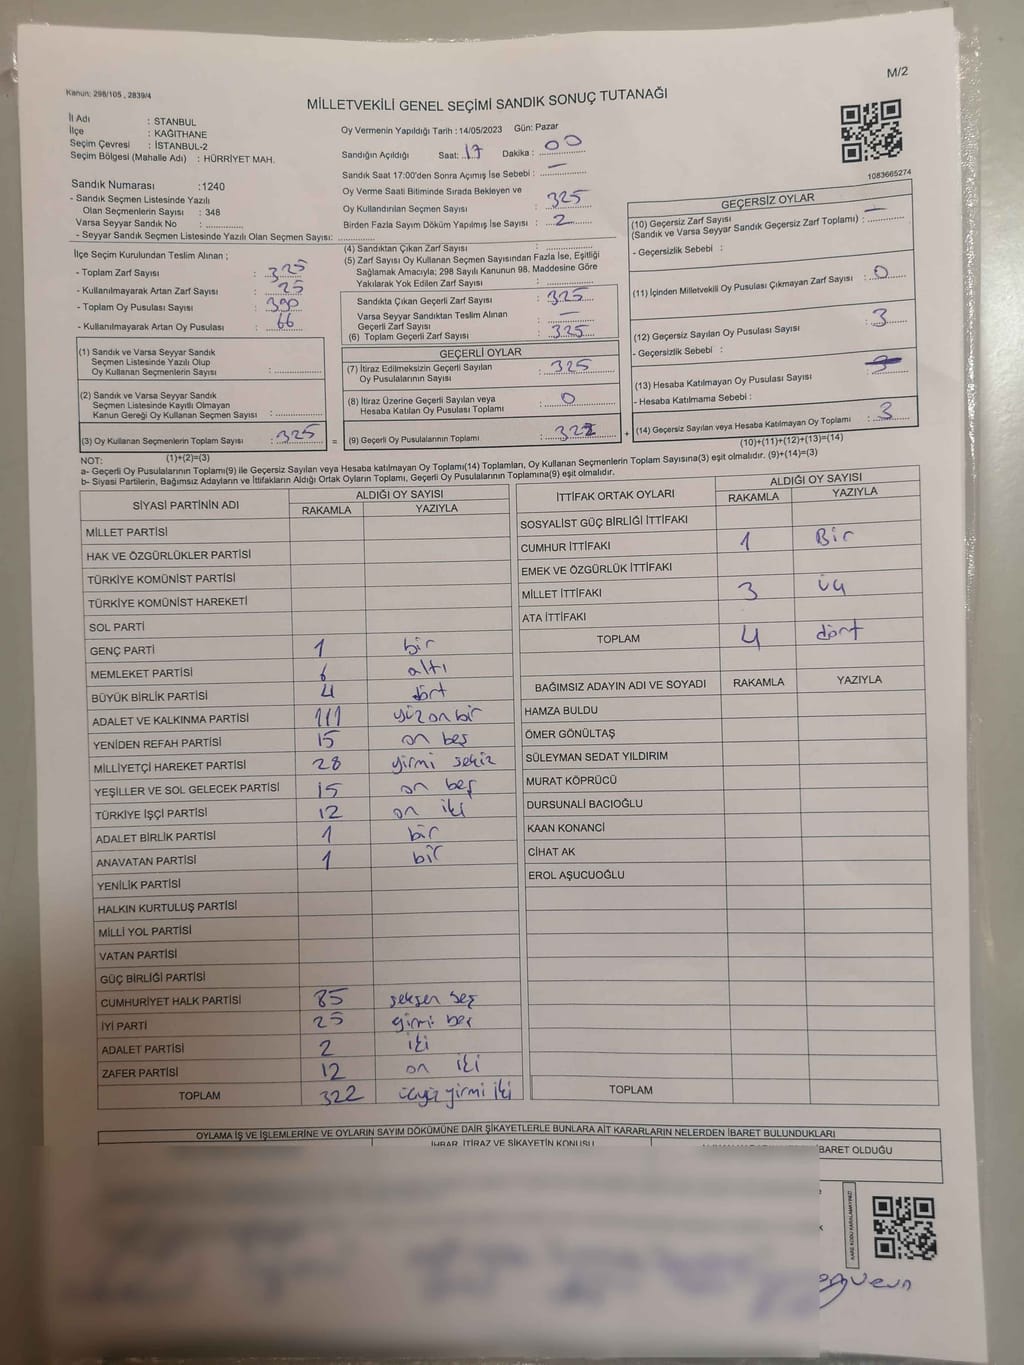 Kanun: 298/105 , 2839/4
M/2
MİLLETVEKİLİ GENEL SEÇİMİ SANDIK SONUÇ TUTANAĞI
İl Adı : STANBUL
İlçe : KAĞITHANE
Seçim Çevresi : İSTANBUL-2
Seçim Bölgesi (Mahalle Adı) : HÜRRİYET MAH.
Oy Vermenin Yapıldığı Tarih : 14/05/2023 Gün: Pazar
Sandığın Açıldığı Saat: 17 Dakika : 00
Sandık Saat 17:00'den Sonra Açımış İse Sebebi : —
Oy Verme Saati Bitiminde Sırada Bekleyen ve
Oy Kullandırılan Seçmen Sayısı : 325
Birden Fazla Sayım Döküm Yapılmış İse Sayısı : 2
1083665274
Sandık Numarası :1240
- Sandık Seçmen Listesinde Yazılı
Olan Seçmenlerin Sayısı : 348
Varsa Seyyar Sandık No :
- Seyyar Sandık Seçmen Listesinde Yazılı Olan Seçmen Sayısı:
İlçe Seçim Kurulundan Teslim Alınan ;
- Toplam Zarf Sayısı : 325
- Kullanılmayarak Artan Zarf Sayısı : 25
- Toplam Oy Pusulası Sayısı : 390
- Kullanılmayarak Artan Oy Pusulası : 66
(1) Sandık ve Varsa Seyyar Sandık
Seçmen Listesinde Yazılı Olup
Oy Kullanan Seçmenlerin Sayısı :
(2) Sandık ve Varsa Seyyar Sandık
Seçmen Listesinde Kayıtlı Olmayan
Kanun Gereği Oy Kullanan Seçmen Sayısı :
(3) Oy Kullanan Seçmenlerin Toplam Sayısı : 325
(4) Sandıktan Çıkan Zarf Sayısı :
(5) Zarf Sayısı Oy Kullanan Seçmen Sayısından Fazla İse, Eşitliği
Sağlamak Amacıyla; 298 Sayılı Kanunun 98. Maddesine Göre
Yakılarak Yok Edilen Zarf Sayısı :
Sandıkta Çıkan Geçerli Zarf Sayısı : 325
Varsa Seyyar Sandıktan Teslim Alınan
Geçerli Zarf Sayısı : —
(6) Toplam Geçerli Zarf Sayısı : 325
GEÇERLİ OYLAR
(7) İtiraz Edilmeksizin Geçerli Sayılan
Oy Pusulalarının Sayısı : 325
(8) İtiraz Üzerine Geçerli Sayılan veya
Hesaba Katılan Oy Pusulası Toplamı : 0
= (9) Geçerli Oy Pusulalarının Toplamı : 322 +
GEÇERSİZ OYLAR
(10) Geçersiz Zarf Sayısı
(Sandık ve Varsa Seyyar Sandık Geçersiz Zarf Toplamı) : —
- Geçersizlik Sebebi :
(11) İçinden Milletvekili Oy Pusulası Çıkmayan Zarf Sayısı : 0
(12) Geçersiz Sayılan Oy Pusulası Sayısı : 3
- Geçersizlik Sebebi :
(13) Hesaba Katılmayan Oy Pusulası Sayısı :
- Hesaba Katılmama Sebebi :
(14) Geçersiz Sayılan veya Hesaba Katılmayan Oy Toplamı : 3
(1)+(2)=(3)
(10)+(11)+(12)+(13)=(14)
NOT:
a- Geçerli Oy Pusulalarının Toplamı(9) ile Geçersiz Sayılan veya Hesaba katılmayan Oy Toplamı(14) Toplamları, Oy Kullanan Seçmenlerin Toplam Sayısına(3) eşit olmalıdır. (9)+(14)=(3)
b- Siyasi Partilerin, Bağımsız Adayların ve İttifakların Aldığı Ortak Oyların Toplamı, Geçerli Oy Pusulalarının Toplamına(9) eşit olmalıdır.
SİYASİ PARTİNİN ADI ALDIĞI OY SAYISI
RAKAMLA YAZIYLA
MİLLET PARTİSİ
HAK VE ÖZGÜRLÜKLER PARTİSİ
TÜRKİYE KOMÜNİST PARTİSİ
TÜRKİYE KOMÜNİST HAREKETİ
SOL PARTİ
GENÇ PARTİ 1 bir
MEMLEKET PARTİSİ 6 altı
BÜYÜK BİRLİK PARTİSİ 4 dört
ADALET VE KALKINMA PARTİSİ 111 yüz on bir
YENİDEN REFAH PARTİSİ 15 on beş
MİLLİYETÇİ HAREKET PARTİSİ 28 yirmi sekiz
YEŞİLLER VE SOL GELECEK PARTİSİ 15 on beş
TÜRKİYE İŞÇİ PARTİSİ 12 on iki
ADALET BİRLİK PARTİSİ 1 bir
ANAVATAN PARTİSİ 1 bir
YENİLİK PARTİSİ
HALKIN KURTULUŞ PARTİSİ
MİLLİ YOL PARTİSİ
VATAN PARTİSİ
GÜÇ BİRLİĞİ PARTİSİ
CUMHURİYET HALK PARTİSİ 85 seksen beş
İYİ PARTİ 25 yirmi beş
ADALET PARTİSİ 2 iki
ZAFER PARTİSİ 12 on iki
TOPLAM 322 üçyüz yirmi iki
İTTİFAK ORTAK OYLARI ALDIĞI OY SAYISI
RAKAMLA YAZIYLA
SOSYALİST GÜÇ BİRLİĞİ İTTİFAKI
CUMHUR İTTİFAKI 1 Bir
EMEK VE ÖZGÜRLÜK İTTİFAKI
MİLLET İTTİFAKI 3 üç
ATA İTTİFAKI
TOPLAM 4 dört
BAĞIMSIZ ADAYIN ADI VE SOYADI RAKAMLA YAZIYLA
HAMZA BULDU
ÖMER GÖNÜLTAŞ
SÜLEYMAN SEDAT YILDIRIM
MURAT KÖPRÜCÜ
DURSUNALİ BACIOĞLU
KAAN KONANCİ
CİHAT AK
EROL AŞUCUOĞLU
TOPLAM
OYLAMA İŞ VE İŞLEMLERİNE VE OYLARIN SAYIM DÖKÜMÜNE DAİR ŞİKAYETLERLE BUNLARA AİT KARARLARIN NELERDEN İBARET BULUNDUKLARI
İHBAR, İTİRAZ VE ŞİKAYETİN KONUSU
BARET OLDUĞU